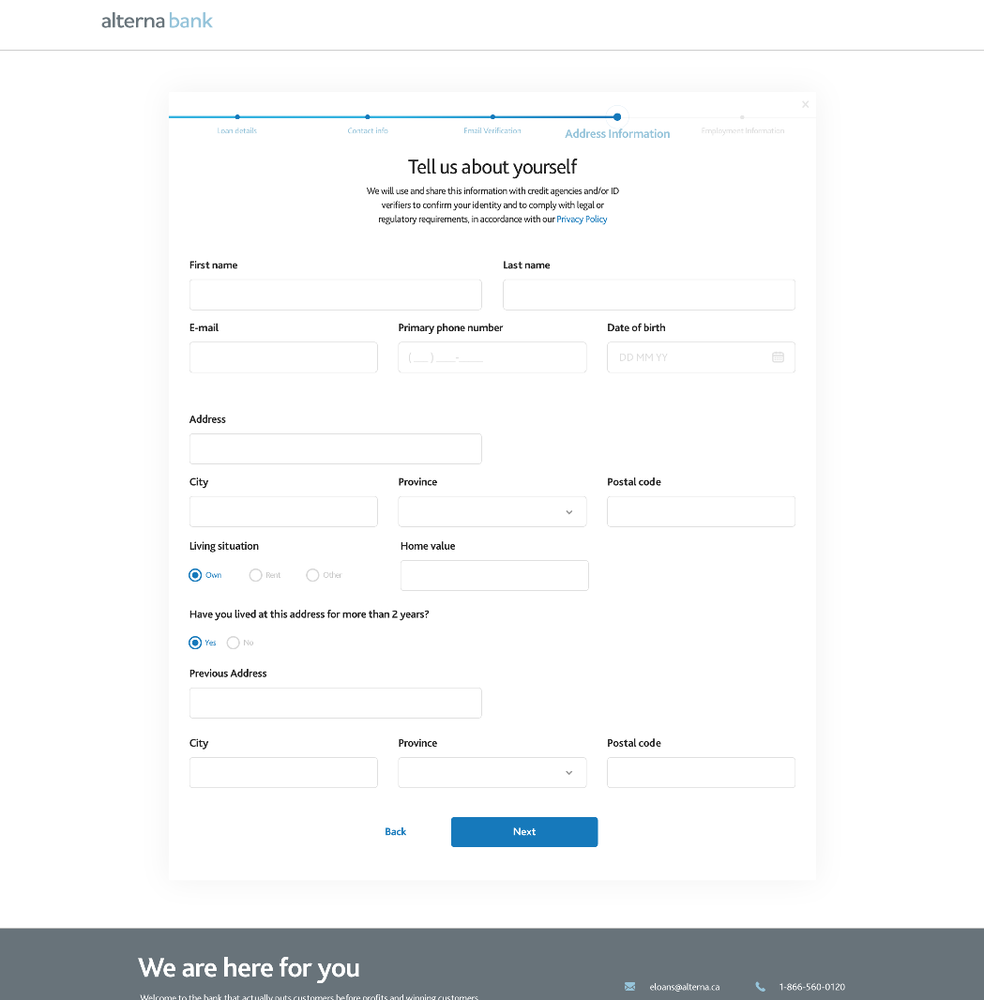 alterna bank
Loan details
Contact info
Email Verification
Address Information
Employment information
Tell us about yourself
We will use and share this information with credit agencies and/or ID
verifiers to confirm your identity and to comply with legal or
regulatory requirements, in accordance with our Privacy Policy
First name
Last name
E-mail
Primary phone number
Date of birth
( ___ ) ___-____
DD MM YY
Address
City
Province
Postal code
Living situation
Home value
Own
Rent
Other
Have you lived at this address for more than 2 years?
Yes
No
Previous Address
City
Province
Postal code
Back
Next
We are here for you
eloans@alterna.ca
1-866-560-0120
Welcome to the bank that actually puts customers before profits and winning customers